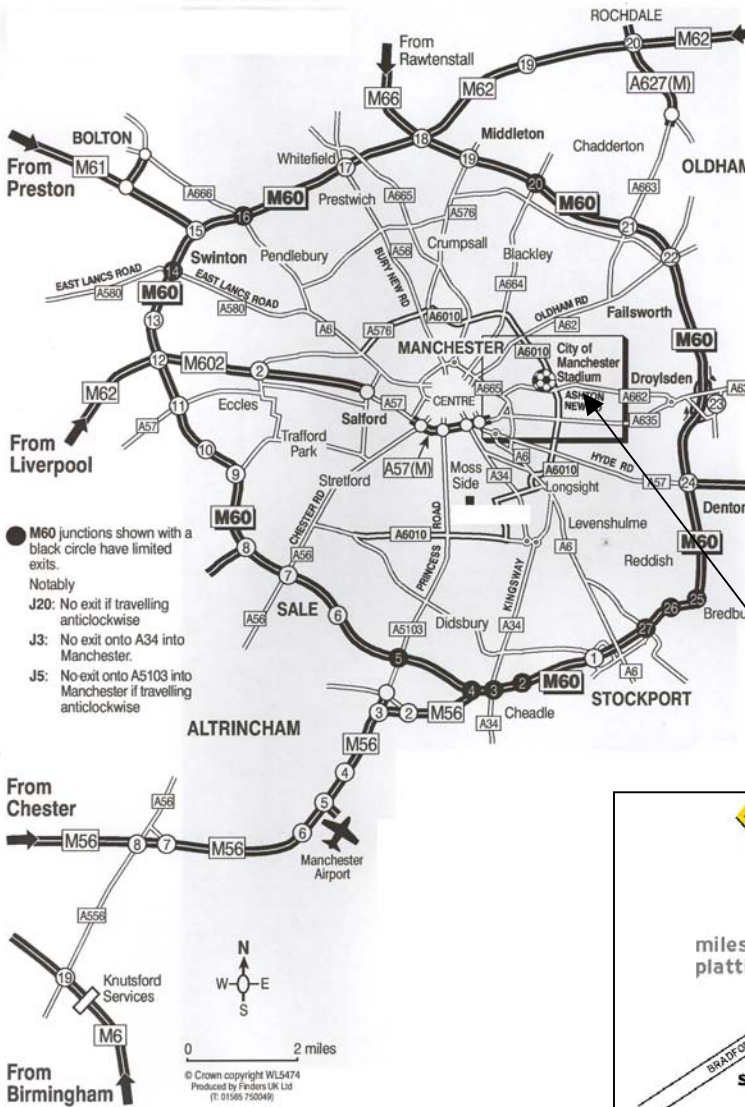 ROCHDALE
20
M62
From
Rawtenstall
19
M62
A627(M)
M66
BOLTON
M61
From
Preston
18
Middleton
19
Chadderton
OLDHAM
Whitefield
17
A666
M60
Prestwich
A665
20
M60
A663
16
A576
21
15
Swinton
Pendlebury
A56
Crumpsall
Blackley
22
14
EAST LANCS ROAD
A580
M60
EAST LANCS ROAD
A580
BURY NEW RD
A664
OLDHAM RD
A6
A6010
A62
Failsworth
13
A576
MANCHESTER
A6010
City of
Manchester
Stadium
M60
12
M602
2
Droylsden
M62
A665
ASHTON
NEW
A662
23
CENTRE
11
Eccles
A57
Salford
A635
A57
From
Liverpool
Trafford
Park
A57(M)
A6
HYDE RD
10
9
Stretford
Moss
Side
A34
A6010
Longsight
A57
24
Denton
M60
CHESTER RD
ROAD
Levenshulme
M60 junctions shown with a
black circle have limited
exits.
Notably
J20: No exit if travelling
anticlockwise
J3: No exit onto A34 into
Manchester.
J5: No exit onto A5103 into
Manchester if travelling
anticlockwise
8
A56
A6010
PRINCESS
KINGSWAY
A6
M60
Reddish
7
A56
SALE
6
Didsbury
A34
25
26
Bredbu
27
A5103
5
1
A6
4
3
2
M60
STOCKPORT
3
2
M56
Cheadle
A34
ALTRINCHAM
M56
4
From
Chester
A56
5
M56
8
7
M56
6
Manchester
Airport
A556
miles
platti
19
Knutsford
Services
N
W
E
S
M6
0
2 miles
From
Birmingham
© Crown copyright WL5474
Produced by Finders UK Ltd
(T: 01565 750049)
BRADFO
S